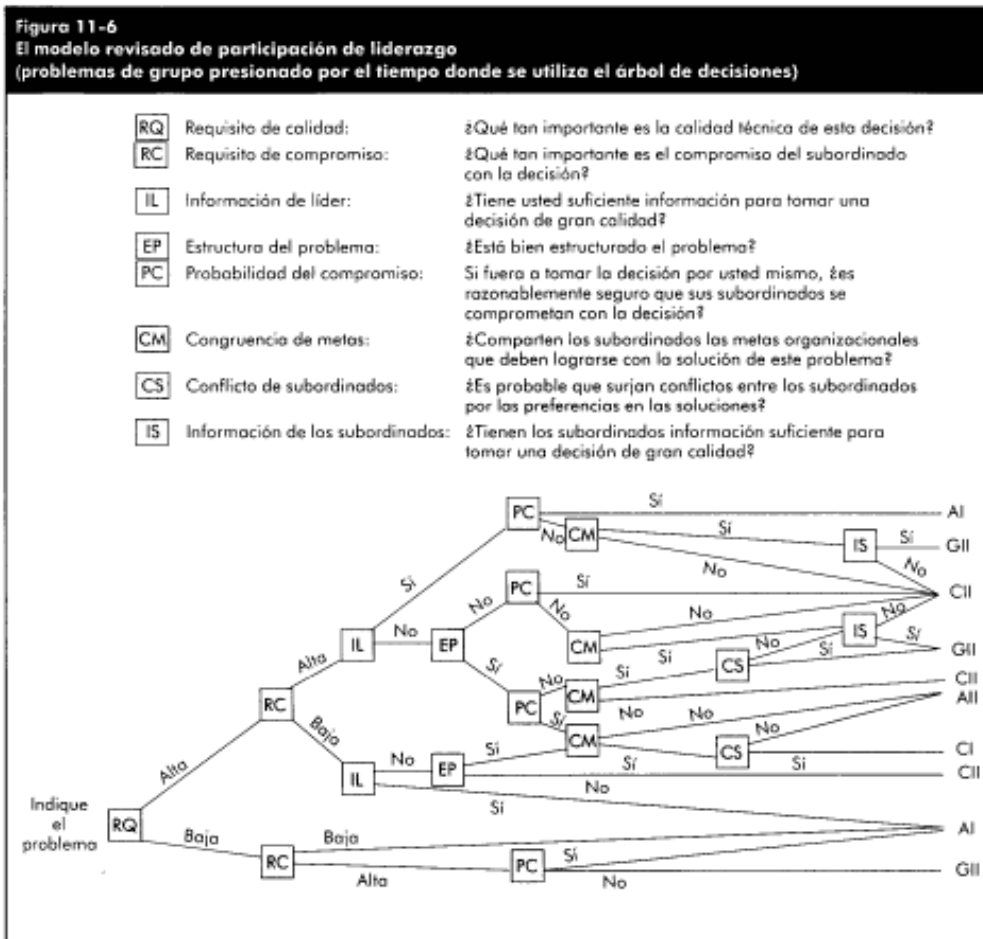 Figura 11-6
El modelo revisado de participación de liderazgo
(problemas de grupo presionado por el tiempo donde se utiliza el árbol de decisiones)
RQ Requisito de calidad: ¿Qué tan importante es la calidad técnica de esta decisión?
RC Requisito de compromiso: ¿Qué tan importante es el compromiso del subordinado
con la decisión?
IL Información de líder: ¿Tiene usted suficiente información para tomar una
decisión de gran calidad?
EP Estructura del problema: ¿Está bien estructurado el problema?
PC Probabilidad del compromiso: Si fuera a tomar la decisión por usted mismo, ¿es
razonablemente seguro que sus subordinados se
comprometan con la decisión?
CM Congruencia de metas: ¿Comparten los subordinados las metas organizacionales
que deben lograrse con la solución de este problema?
CS Conflicto de subordinados: ¿Es probable que surjan conflictos entre los subordinados
por las preferencias en las soluciones?
IS Información de los subordinados: ¿Tienen los subordinados información suficiente para
tomar una decisión de gran calidad?
PC Sí AI
No CM Sí IS Sí GII
No No
Sí PC Sí CII
No No No No
IL No EP CM IS Sí
Alta Sí Sí No Sí GII
No CM Sí CS
RC PC No CII
Sí CM No No AII
Baja Sí CS No
No EP Sí Sí CI
Alta IL No CII
Sí
Indique
el
problema
RQ Baja Baja AI
RC Alta PC Sí
No GII